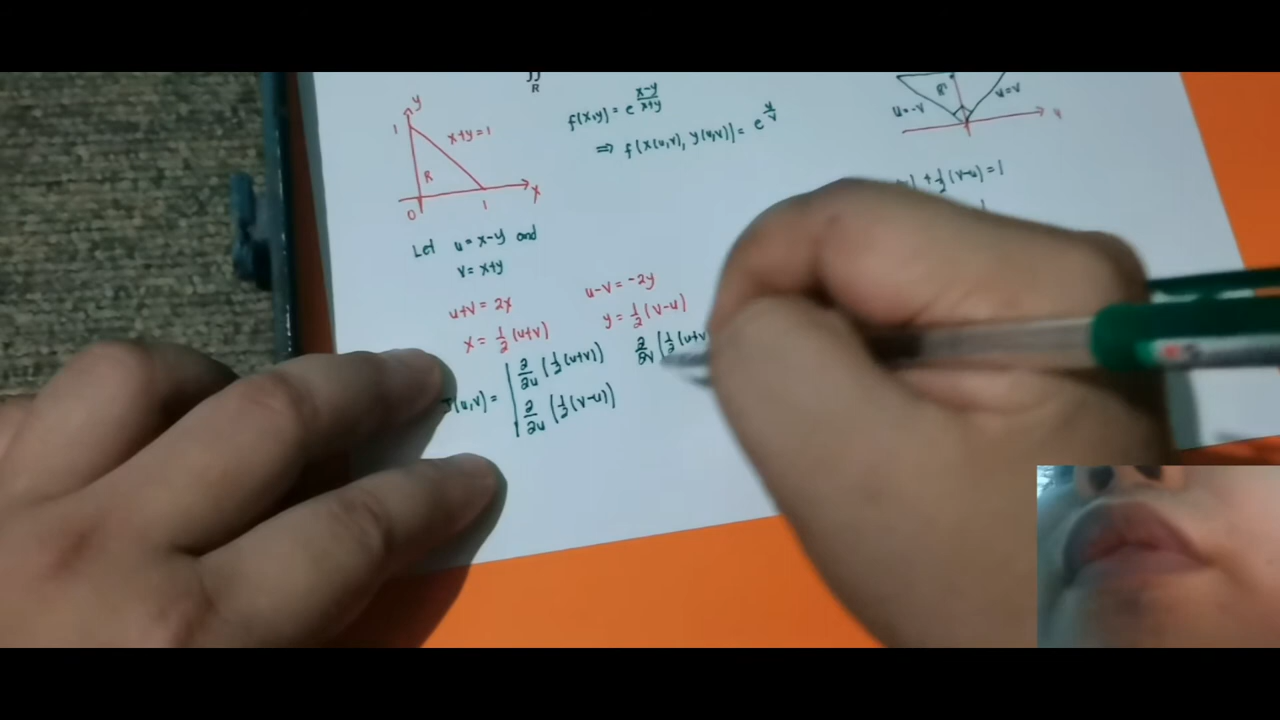 ∬
R
y
1
x+y=1
R
0
1
x
f(x,y) = e^((x-y)/(x+y))
⇒ f(x(u,v), y(u,v)) = e^(u/v)
R'
u=-v
u=v
u
+ 1/2 (v-u) = 1
Let u=x-y and
v=x+y
u+v = 2x
x = 1/2 (u+v)
u-v = -2y
y = 1/2 (v-u)
J(u,v) = | ∂/∂u (1/2 (u+v)) ∂/∂v (1/2 (u+v
∂/∂u (1/2 (v-u))